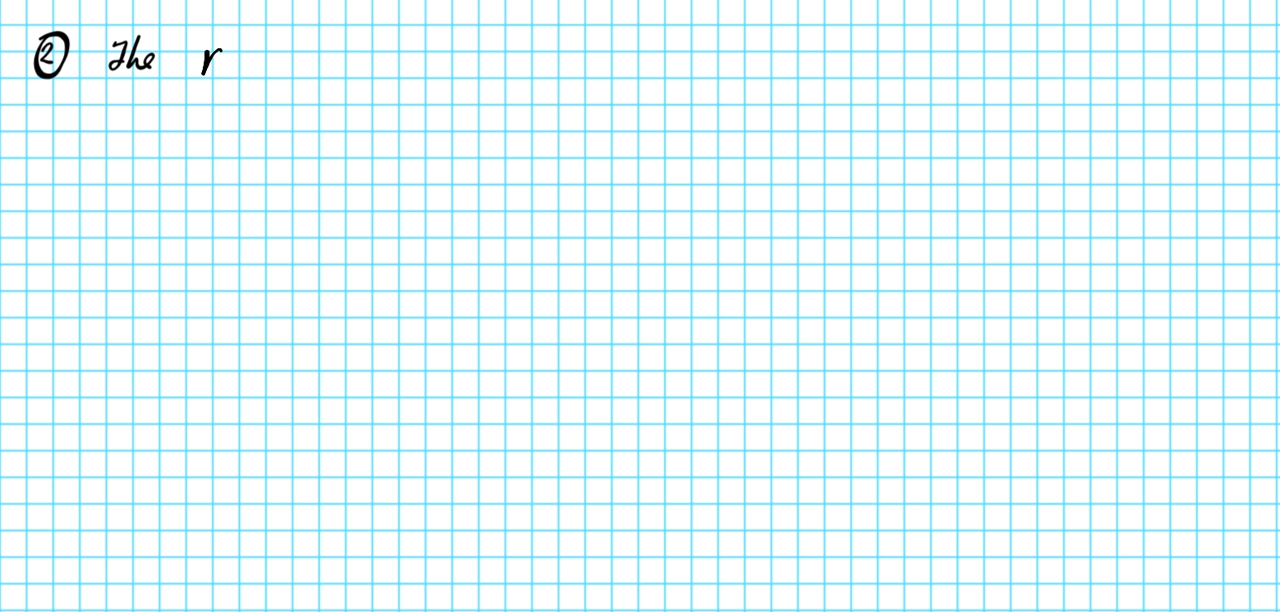 ② The r